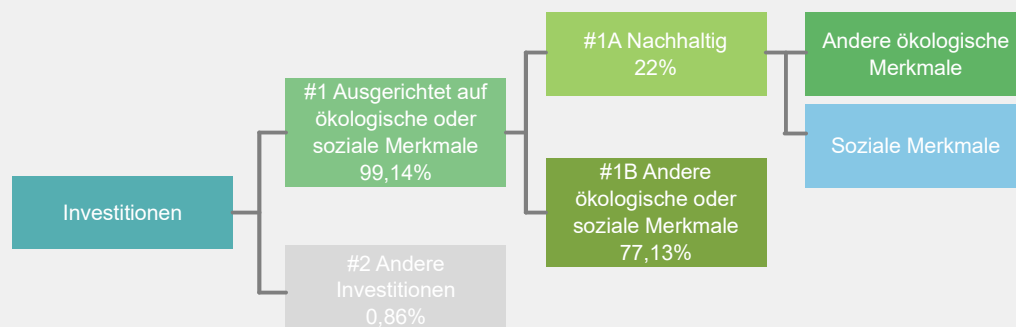 Investitionen
#1 Ausgerichtet auf
ökologische oder
soziale Merkmale
99,14%
#2 Andere
Investitionen
0,86%
#1A Nachhaltig
22%
#1B Andere
ökologische oder
soziale Merkmale
77,13%
Andere ökologische
Merkmale
Soziale Merkmale